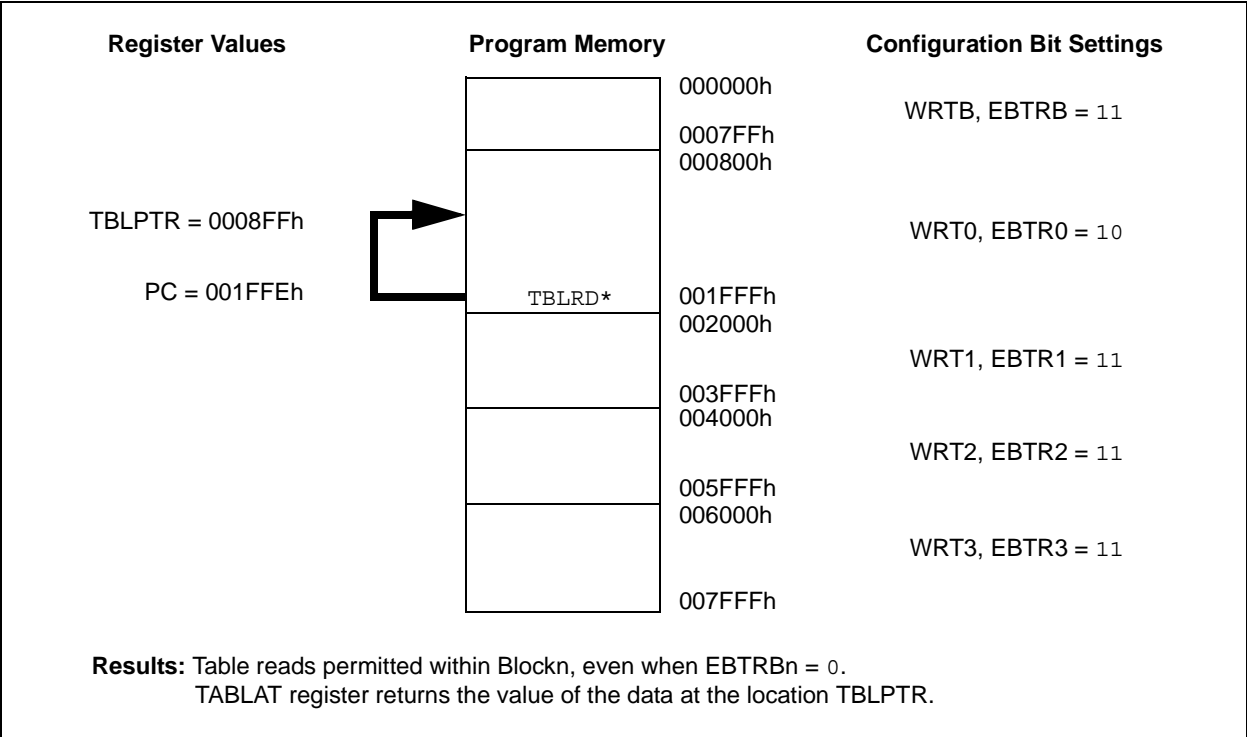 Register Values Program Memory Configuration Bit Settings
000000h
WRTB, EBTRB = 11
0007FFh
000800h
TBLPTR = 0008FFh
WRT0, EBTR0 = 10
PC = 001FFEh
TBLRD* 001FFFh
002000h
WRT1, EBTR1 = 11
003FFFh
004000h
WRT2, EBTR2 = 11
005FFFh
006000h
WRT3, EBTR3 = 11
007FFFh
Results: Table reads permitted within Blockn, even when EBTRBn = 0.
TABLAT register returns the value of the data at the location TBLPTR.